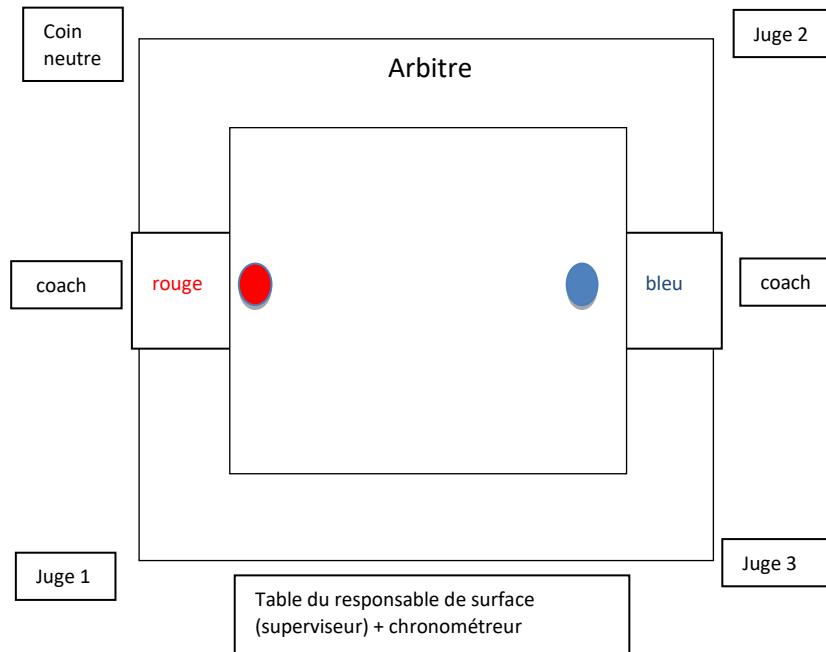 Coin
neutre
Juge 2
Arbitre
coach
rouge
bleu
coach
Juge 1
Juge 3
Table du responsable de surface
(superviseur) + chronométreur